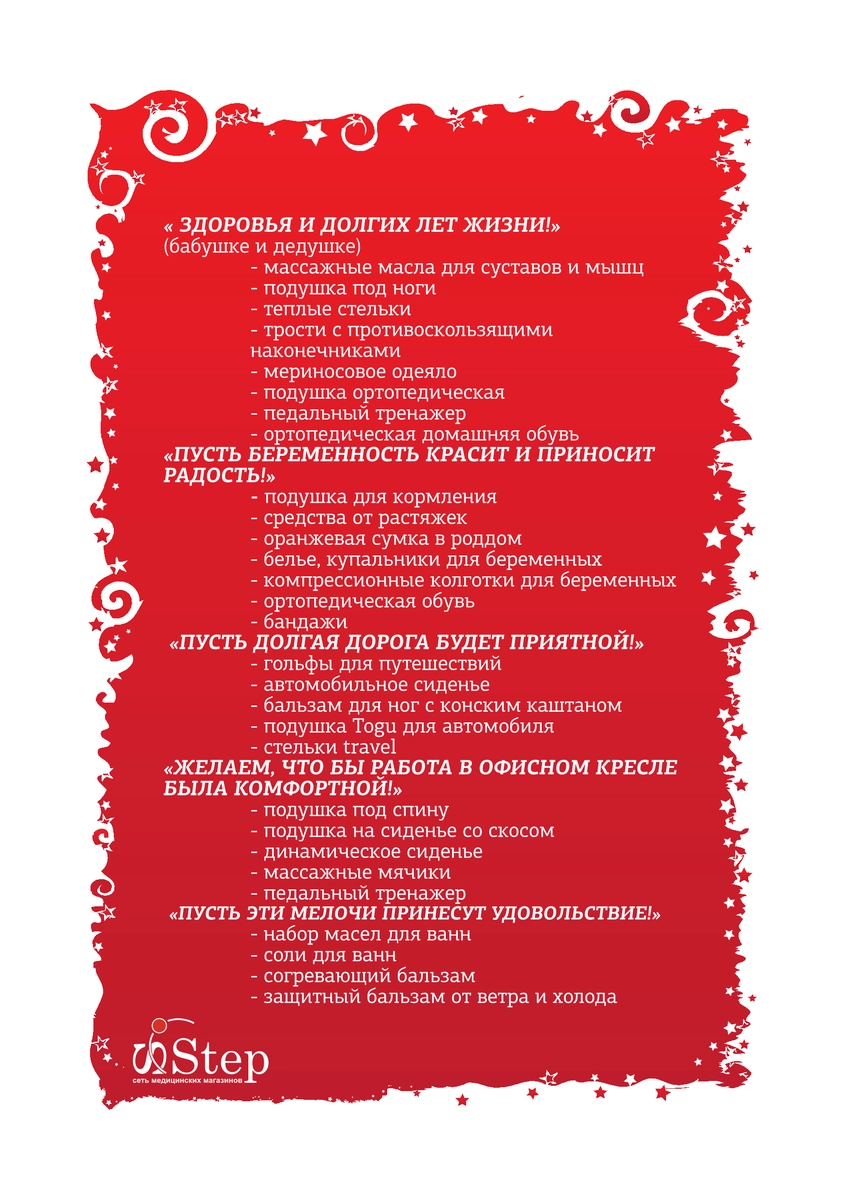 « ЗДОРОВЬЯ И ДОЛГИХ ЛЕТ ЖИЗНИ!»
(бабушке и дедушке)
- массажные масла для суставов и мышц
- подушка под ноги
- теплые стельки
- трости с противоскользящими
наконечниками
- мериносовое одеяло
- подушка ортопедическая
- педальный тренажер
- ортопедическая домашняя обувь
«ПУСТЬ БЕРЕМЕННОСТЬ КРАСИТ И ПРИНОСИТ
РАДОСТЬ!»
- подушка для кормления
- средства от растяжек
- оранжевая сумка в роддом
- белье, купальники для беременных
- компрессионные колготки для беременных
- ортопедическая обувь
- бандажи
«ПУСТЬ ДОЛГАЯ ДОРОГА БУДЕТ ПРИЯТНОЙ!»
- гольфы для путешествий
- автомобильное сиденье
- бальзам для ног с конским каштаном
- подушка Togu для автомобиля
- стельки travel
«ЖЕЛАЕМ, ЧТО БЫ РАБОТА В ОФИСНОМ КРЕСЛЕ
БЫЛА КОМФОРТНОЙ!»
- подушка под спину
- подушка на сиденье со скосом
- динамическое сиденье
- массажные мячики
- педальный тренажер
«ПУСТЬ ЭТИ МЕЛОЧИ ПРИНЕСУТ УДОВОЛЬСТВИЕ!»
- набор масел для ванн
- соли для ванн
- согревающий бальзам
- защитный бальзам от ветра и холода
Step
сеть медицинских магазинов